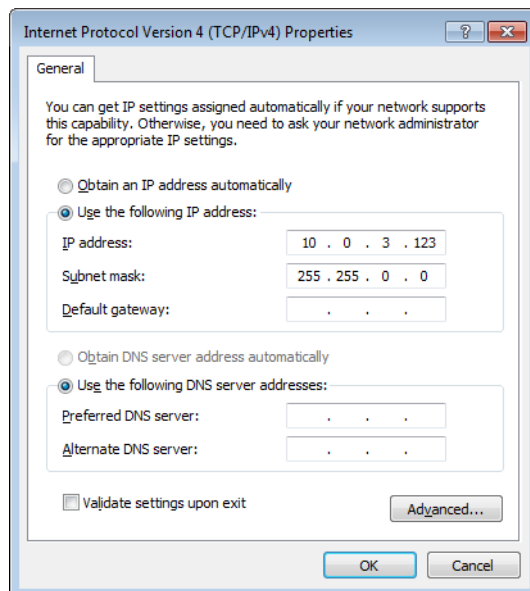 Internet Protocol Version 4 (TCP/IPv4) Properties
General
You can get IP settings assigned automatically if your network supports
this capability. Otherwise, you need to ask your network administrator
for the appropriate IP settings.
Obtain an IP address automatically
Use the following IP address:
IP address: 10 . 0 . 3 . 123
Subnet mask: 255 . 255 . 0 . 0
Default gateway: . . .
Obtain DNS server address automatically
Use the following DNS server addresses:
Preferred DNS server: . . .
Alternate DNS server: . . .
Validate settings upon exit
Advanced...
OK Cancel